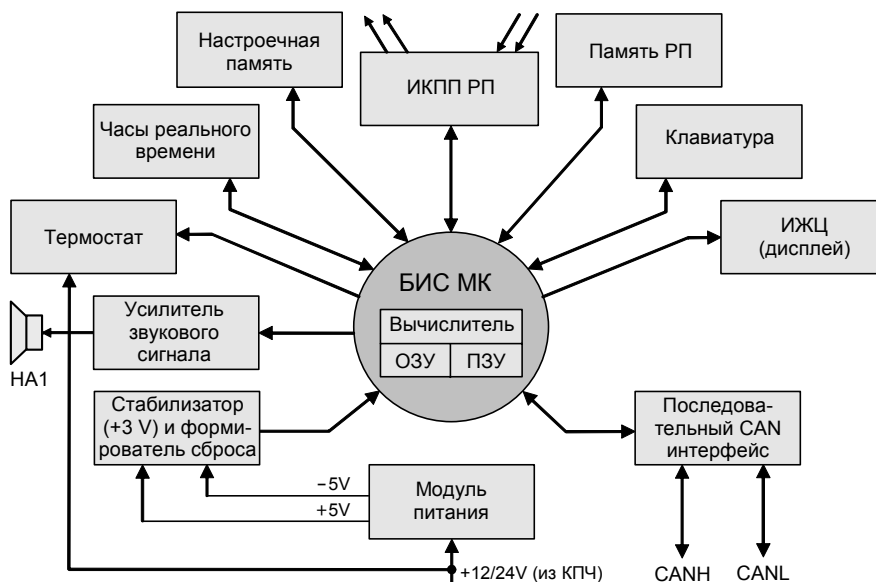 Настроечная
память
ИКПП РП
Память РП
Часы реального
времени
Клавиатура
Термостат
ИЖЦ
(дисплей)
БИС МК
Вычислитель
ОЗУ
ПЗУ
Усилитель
звукового
сигнала
НА1
Стабилизатор
(+3 V) и форми-
рователь сброса
Последова-
тельный CAN
интерфейс
−5V
+5V
Модуль
питания
+12/24V (из КПЧ)
CANH
CANL